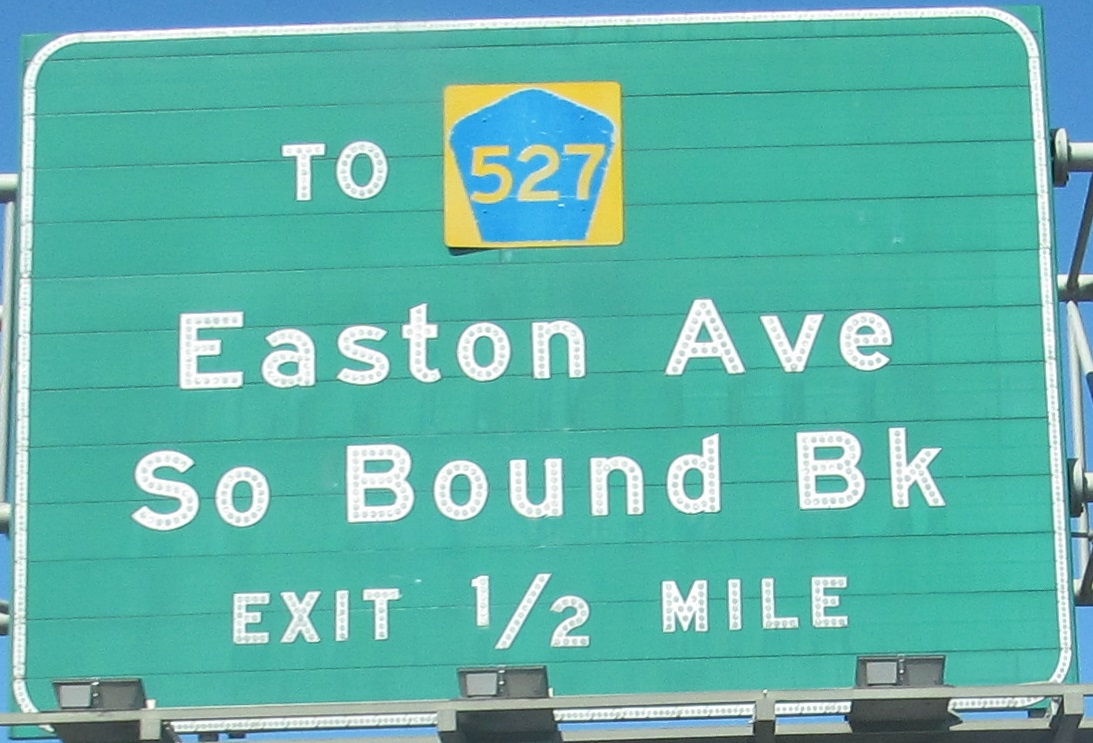 TO 527
Easton Ave
So Bound Bk
EXIT 1/2 MILE